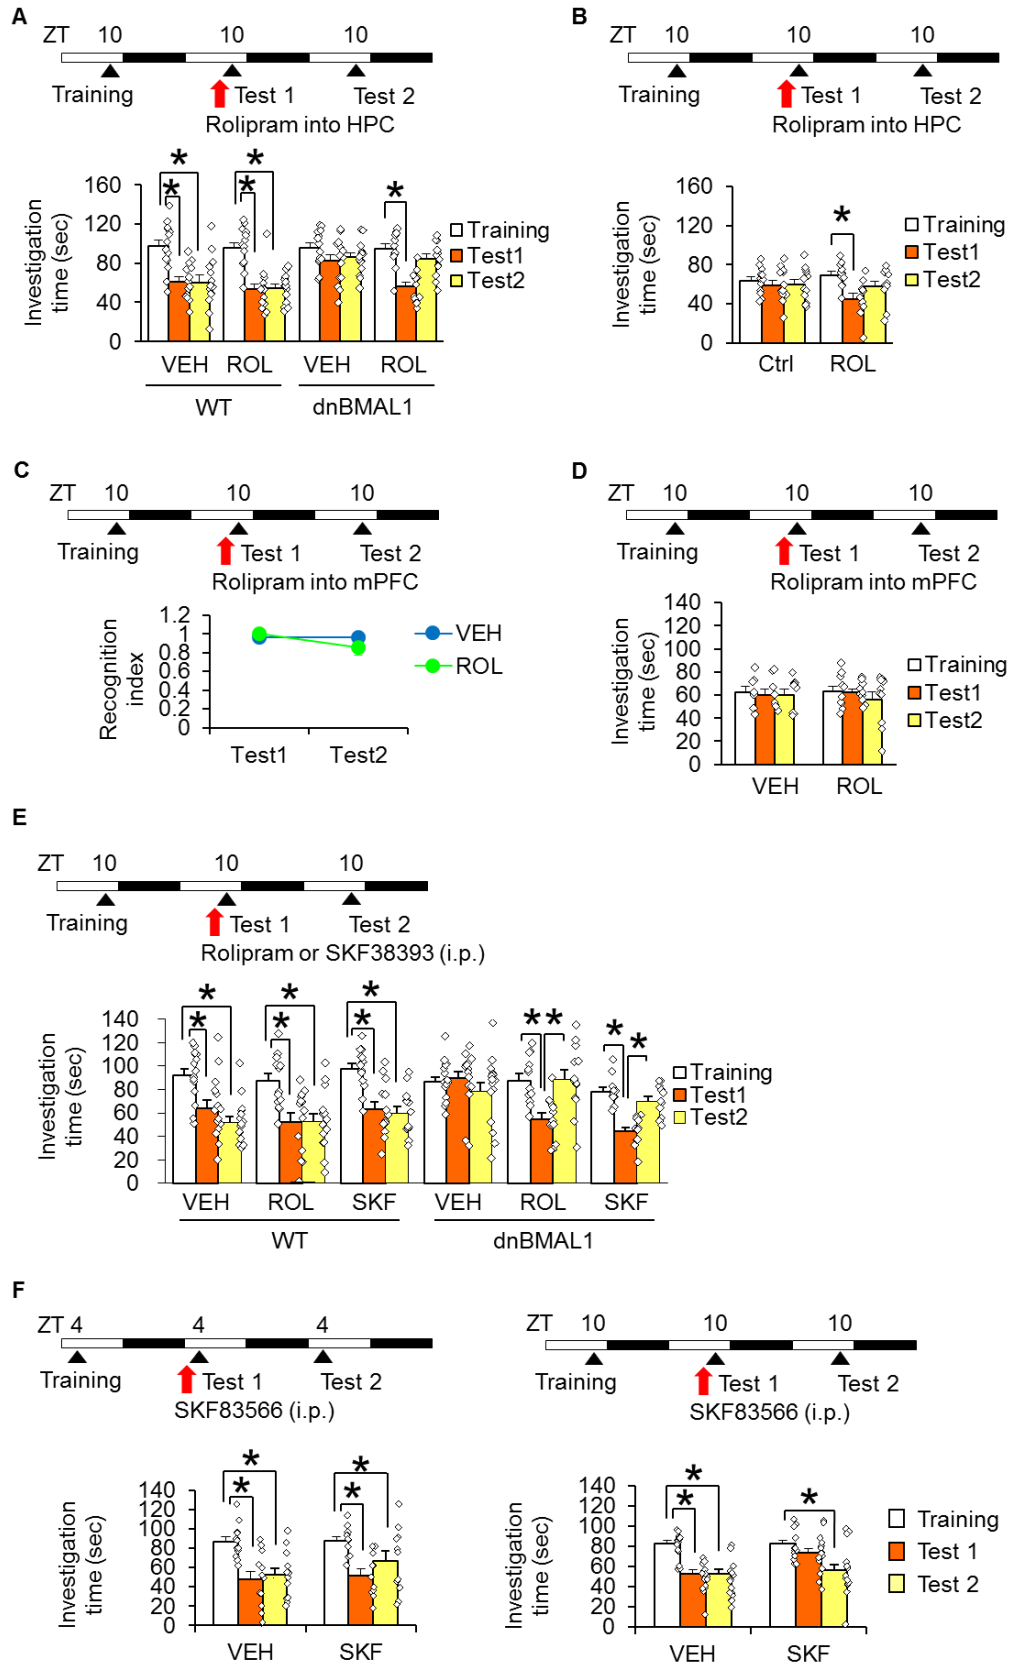 A
ZT 10 10 10
Training Test 1 Test 2
Rolipram into HPC
Investigation time (sec)
160
120
80
40
0
* * * * *
Training
Test1
Test2
VEH ROL VEH ROL
WT dnBMAL1
B
ZT 10 10 10
Training Test 1 Test 2
Rolipram into HPC
Investigation time (sec)
160
120
80
40
0
*
Training
Test1
Test2
Ctrl ROL
C
ZT 10 10 10
Training Test 1 Test 2
Rolipram into mPFC
Recognition index
1.2
1
0.8
0.6
0.4
0.2
0
VEH
ROL
Test1 Test2
D
ZT 10 10 10
Training Test 1 Test 2
Rolipram into mPFC
Investigation time (sec)
140
120
100
80
60
40
20
0
Training
Test1
Test2
VEH ROL
E
ZT 10 10 10
Training Test 1 Test 2
Rolipram or SKF38393 (i.p.)
Investigation time (sec)
140
120
100
80
60
40
20
0
* * * * * * * * * *
Training
Test1
Test2
VEH ROL SKF VEH ROL SKF
WT dnBMAL1
F
ZT 4 4 4
Training Test 1 Test 2
SKF83566 (i.p.)
Investigation time (sec)
140
120
100
80
60
40
20
0
* * * *
VEH SKF
ZT 10 10 10
Training Test 1 Test 2
SKF83566 (i.p.)
Investigation time (sec)
140
120
100
80
60
40
20
0
* * *
Training
Test 1
Test 2
VEH SKF